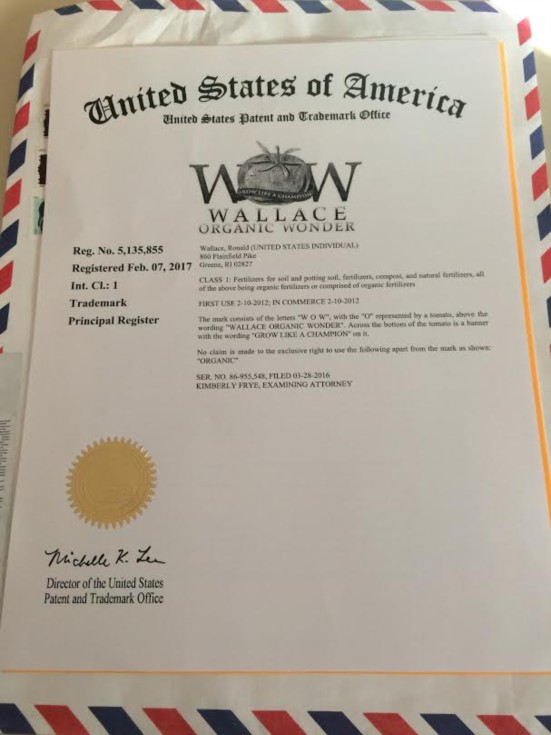 United States of America
United States Patent and Trademark Office
WOW
GROW LIKE A CHAMPION
WALLACE
ORGANIC WONDER
Reg. No. 5,135,855
Registered Feb. 07, 2017
Int. Cl.: 1
Trademark
Principal Register
Wallace, Ronald (UNITED STATES INDIVIDUAL)
860 Plainfield Pike
Greene, RI 02827
CLASS 1: Fertilizers for soil and potting soil, fertilizers, compost, and natural fertilizers, all
of the above being organic fertilizers or comprised of organic fertilizers
FIRST USE 2-10-2012; IN COMMERCE 2-10-2012
The mark consists of the letters "W O W", with the "O" represented by a tomato, above the
wording "WALLACE ORGANIC WONDER". Across the bottom of the tomato is a banner
with the wording "GROW LIKE A CHAMPION" on it.
No claim is made to the exclusive right to use the following apart from the mark as shown:
"ORGANIC"
SER. NO. 86-955,548, FILED 03-28-2016
KIMBERLY FRYE, EXAMINING ATTORNEY
Michelle K. Lee
Director of the United States
Patent and Trademark Office